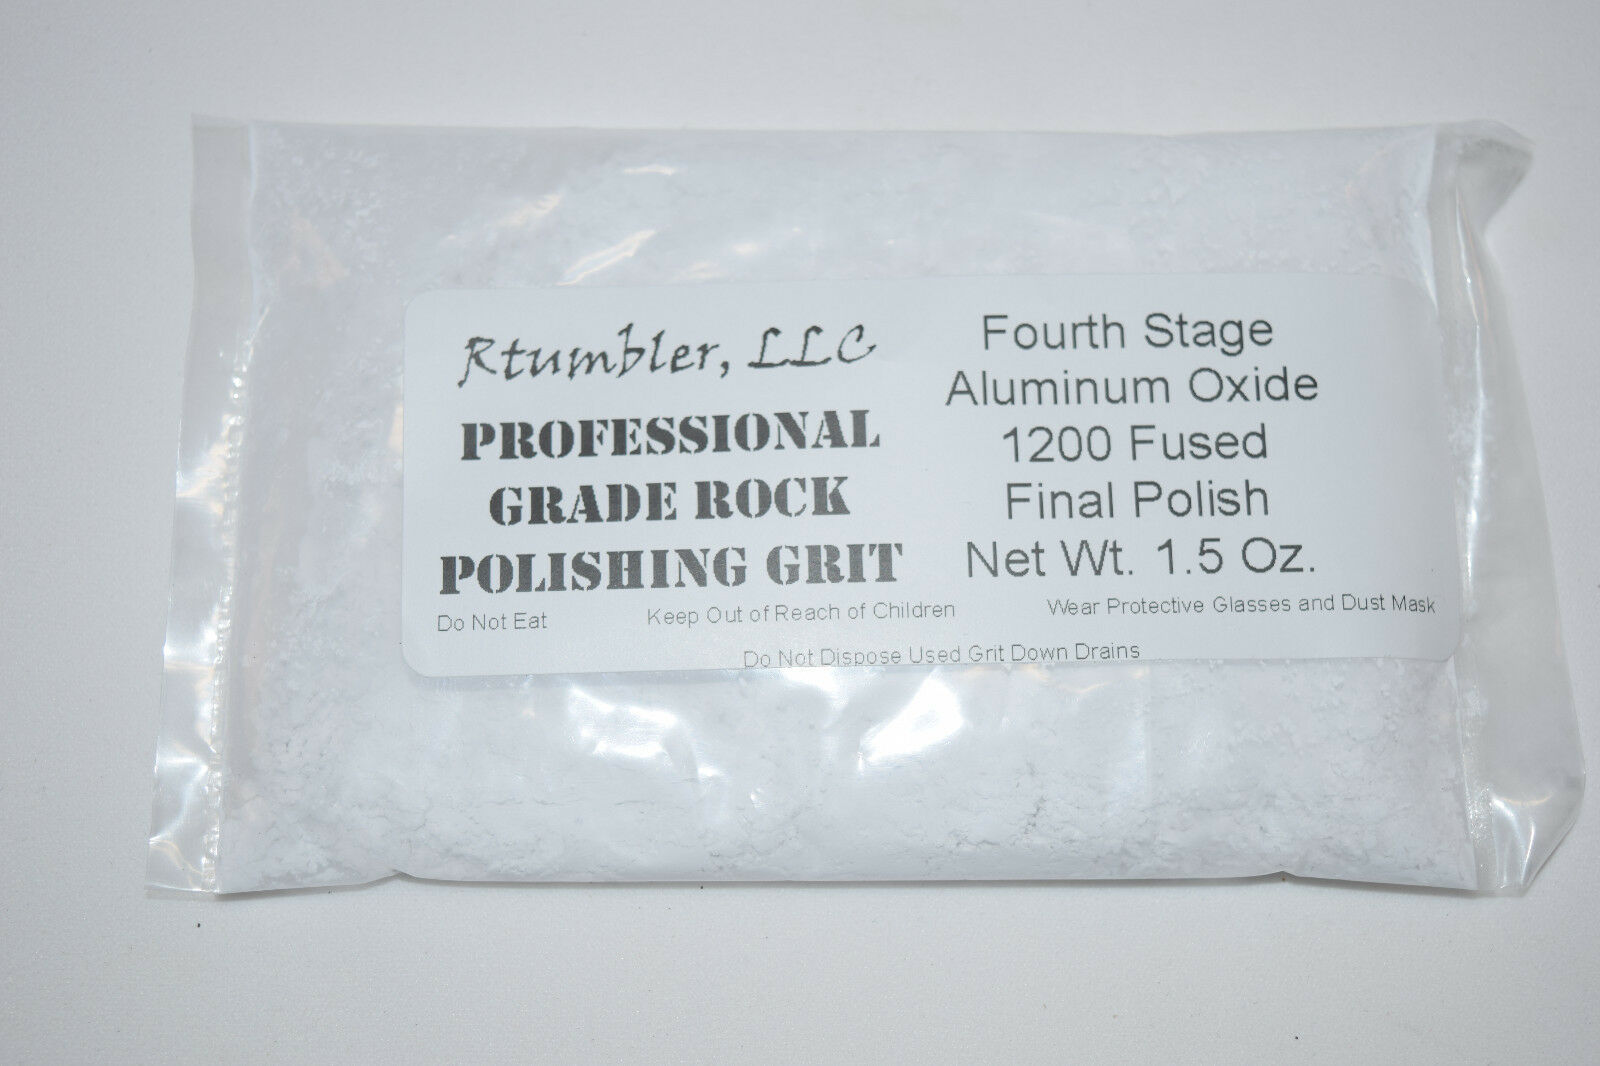 Rtumbler, LLC
PROFESSIONAL
GRADE ROCK
POLISHING GRIT
Fourth Stage
Aluminum Oxide
1200 Fused
Final Polish
Net Wt. 1.5 Oz.
Do Not Eat Keep Out of Reach of Children Wear Protective Glasses and Dust Mask
Do Not Dispose Used Grit Down Drains